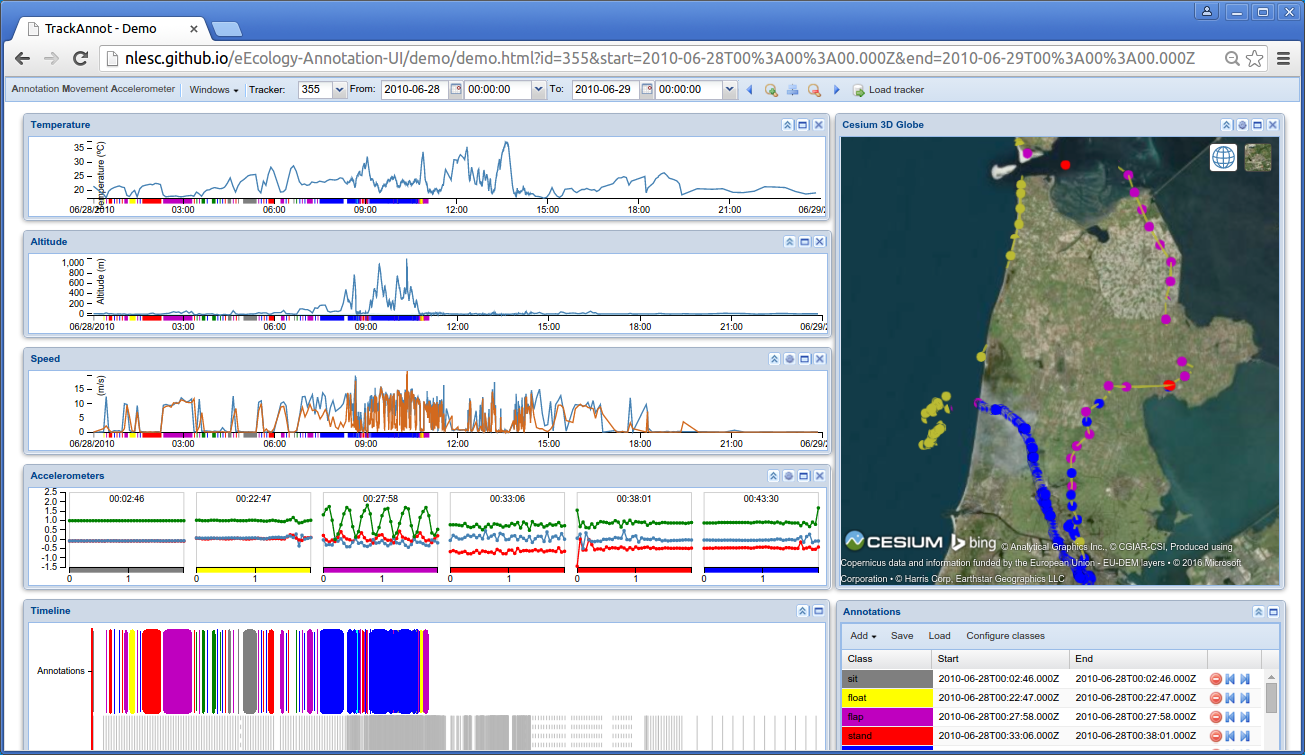 TrackAnnot - Demo
nlesc.github.io/eEcology-Annotation-UI/demo/demo.html?id=355&start=2010-06-28T00%3A00%3A00.000Z&end=2010-06-29T00%3A00%3A00.000Z
Annotation Movement Accelerometer Windows Tracker: 355 From: 2010-06-28 00:00:00 To: 2010-06-29 00:00:00 Load tracker
Temperature
Temperature (°C)
35
30
25
20
06/28/2010 03:00 06:00 09:00 12:00 15:00 18:00 21:00 06/29/2
Altitude
Altitude (m)
1,000
800
600
400
200
0
06/28/2010 03:00 06:00 09:00 12:00 15:00 18:00 21:00 06/29/2
Speed
(m/s)
15
10
5
0
06/28/2010 03:00 06:00 09:00 12:00 15:00 18:00 21:00 06/29/2
Accelerometers
00:02:46 00:22:47 00:27:58 00:33:06 00:38:01 00:43:30
2.5
2.0
1.5
1.0
0.5
0.0
-0.5
-1.0
-1.5
0 1 0 1 0 1 0 1 0 1 0 1
Timeline
Annotations
Cesium 3D Globe
CESIUM bing © Analytical Graphics Inc., © CGIAR-CSI, Produced using
Copernicus data and information funded by the European Union - EU-DEM layers • © 2016 Microsoft
Corporation • © Harris Corp, Earthstar Geographics LLC
Annotations
Add Save Load Configure classes
Class Start End
sit 2010-06-28T00:02:46.000Z 2010-06-28T00:02:46.000Z
float 2010-06-28T00:22:47.000Z 2010-06-28T00:22:47.000Z
flap 2010-06-28T00:27:58.000Z 2010-06-28T00:27:58.000Z
stand 2010-06-28T00:33:06.000Z 2010-06-28T00:38:01.000Z